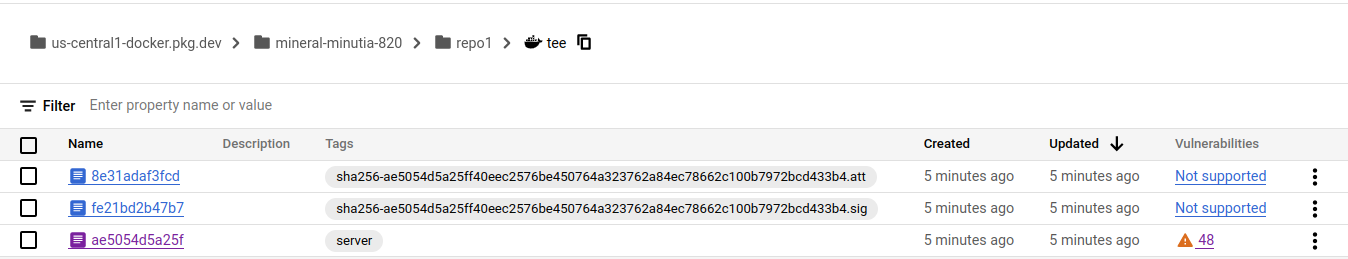 us-central1-docker.pkg.dev mineral-minutia-820 repo1 tee
Filter Enter property name or value
Name Description Tags Created Updated Vulnerabilities
8e31adaf3fcd sha256-ae5054d5a25ff40eec2576be450764a323762a84ec78662c100b7972bcd433b4.att 5 minutes ago 5 minutes ago Not supported
fe21bd2b47b7 sha256-ae5054d5a25ff40eec2576be450764a323762a84ec78662c100b7972bcd433b4.sig 5 minutes ago 5 minutes ago Not supported
ae5054d5a25f server 5 minutes ago 5 minutes ago 48